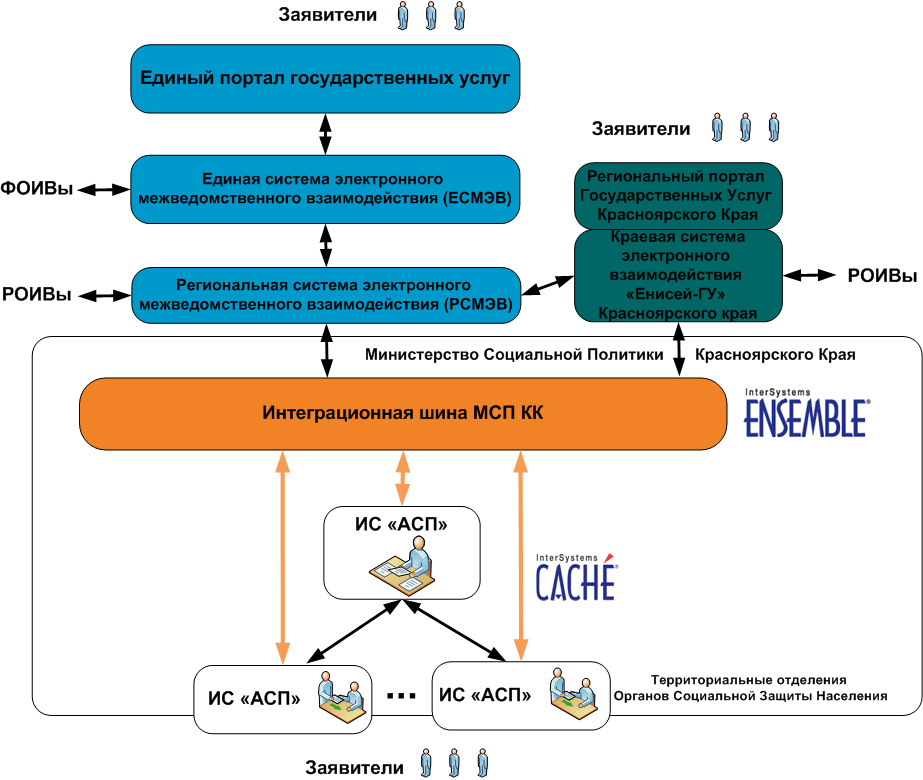 Заявители
Единый портал государственных услуг
Заявители
ФОИВы
Единая система электронного
межведомственного взаимодействия (ЕСМЭВ)
Региональный портал
Государственных Услуг
Красноярского Края
Краевая система
электронного
взаимодействия
«Енисей-ГУ»
Красноярского края
РОИВы
РОИВы
Региональная система электронного
межведомственного взаимодействия (РСМЭВ)
Министерство Социальной Политики Красноярского Края
Интеграционная шина МСП КК
InterSystems
ENSEMBLE®
ИС «АСП»
InterSystems
CACHÉ®
ИС «АСП»
...
ИС «АСП»
Территориальные отделения
Органов Социальной Защиты Населения
Заявители